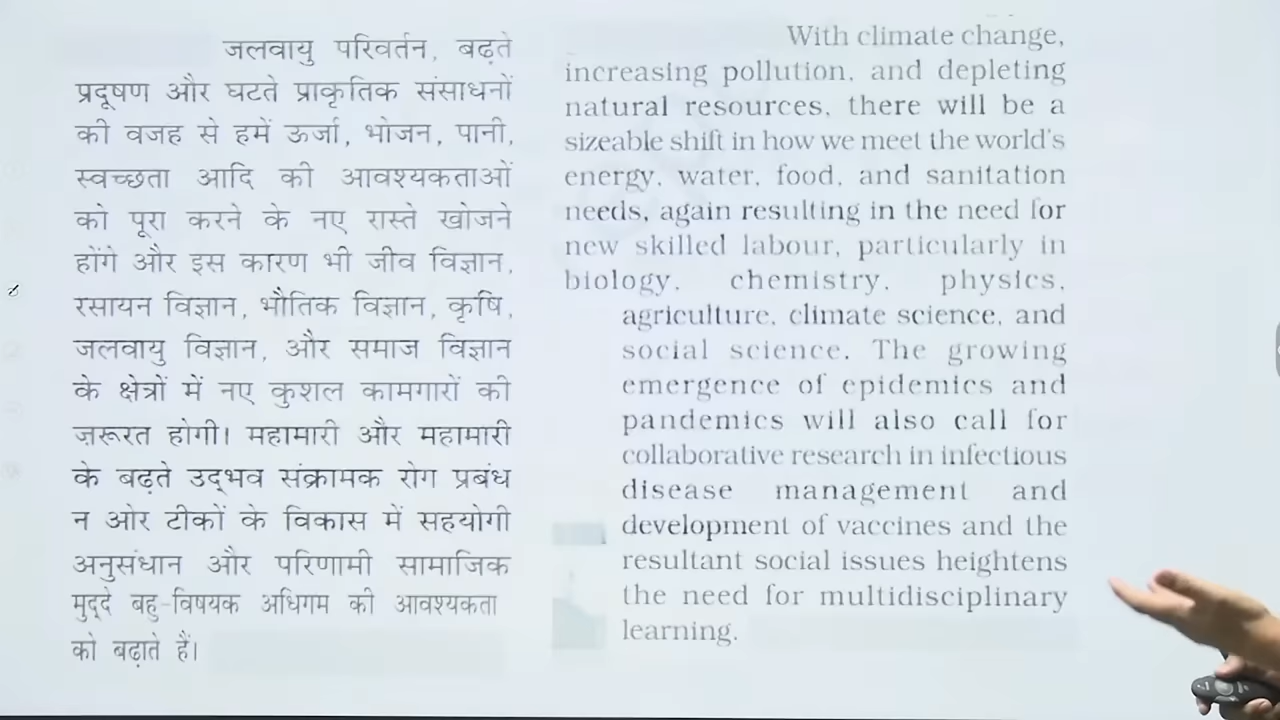 जलवायु परिवर्तन, बढ़ते
प्रदूषण और घटते प्राकृतिक संसाधनों
की वजह से हमें ऊर्जा, भोजन, पानी,
स्वच्छता आदि की आवश्यकताओं
को पूरा करने के नए रास्ते खोजने
होंगे और इस कारण भी जीव विज्ञान,
रसायन विज्ञान, भौतिक विज्ञान, कृषि,
जलवायु विज्ञान, और समाज विज्ञान
के क्षेत्रों में नए कुशल कामगारों की
ज़रूरत होगी। महामारी और महामारी
के बढ़ते उद्भव संक्रामक रोग प्रबंध
न ओर टीकों के विकास में सहयोगी
अनुसंधान और परिणामी सामाजिक
मुद्दे बहु-विषयक अधिगम की आवश्यकता
को बढ़ाते हैं।
With climate change,
increasing pollution, and depleting
natural resources, there will be a
sizeable shift in how we meet the world's
energy, water, food, and sanitation
needs, again resulting in the need for
new skilled labour, particularly in
biology, chemistry, physics,
agriculture, climate science, and
social science. The growing
emergence of epidemics and
pandemics will also call for
collaborative research in infectious
disease management and
development of vaccines and the
resultant social issues heightens
the need for multidisciplinary
learning.